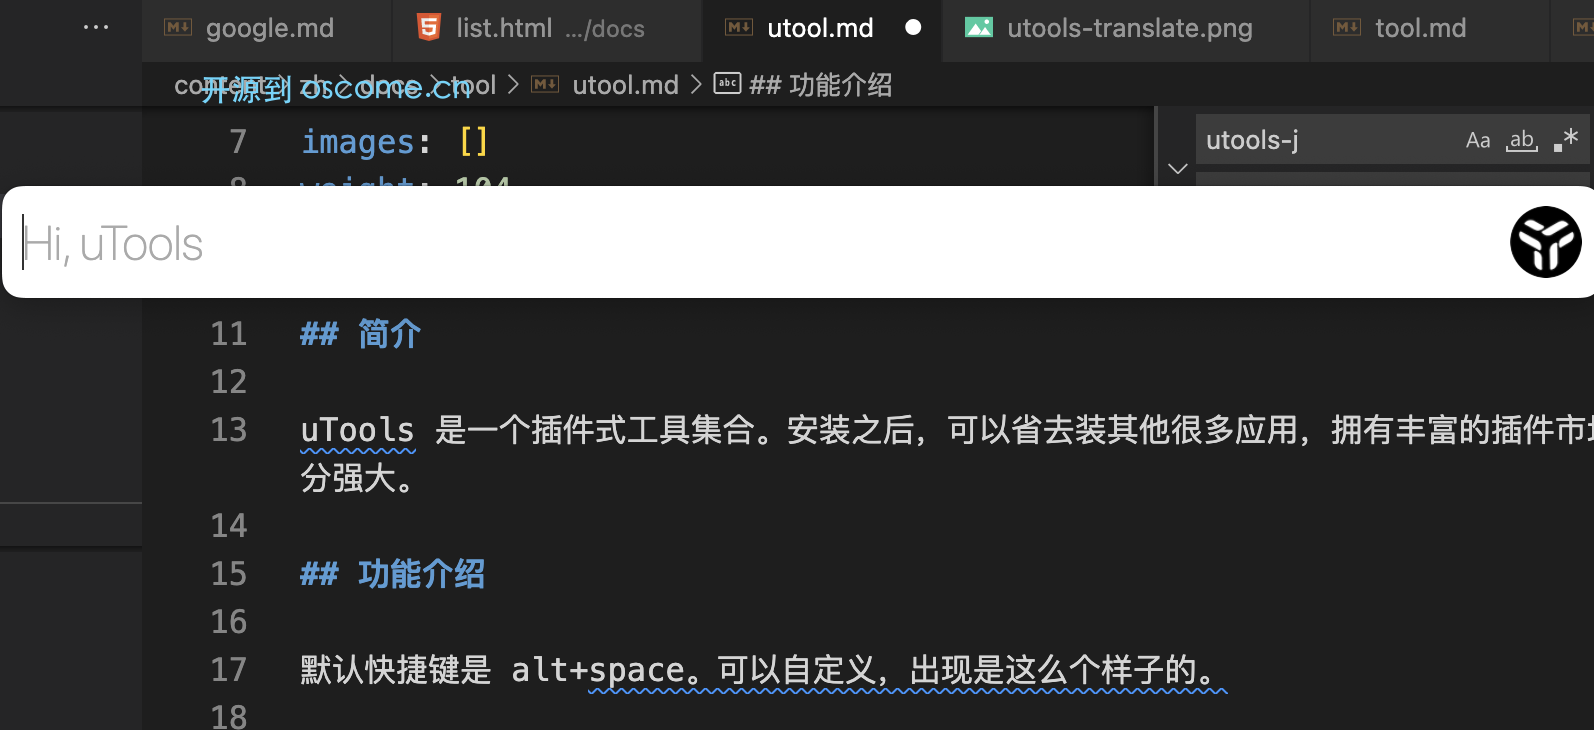 ··· google.md list.html .../docs utool.md utools-translate.png tool.md
content > zh > docs > tool > utool.md > ## 功能介绍
开源到 oscome.cn
7 images: []
utools-j Aa ab .*
8 weight: 104
Hi, uTools
11 ## 简介
12
13 uTools 是一个插件式工具集合。安装之后，可以省去装其他很多应用，拥有丰富的插件市
分强大。
14
15 ## 功能介绍
16
17 默认快捷键是 alt+space。可以自定义，出现是这么个样子的。
18